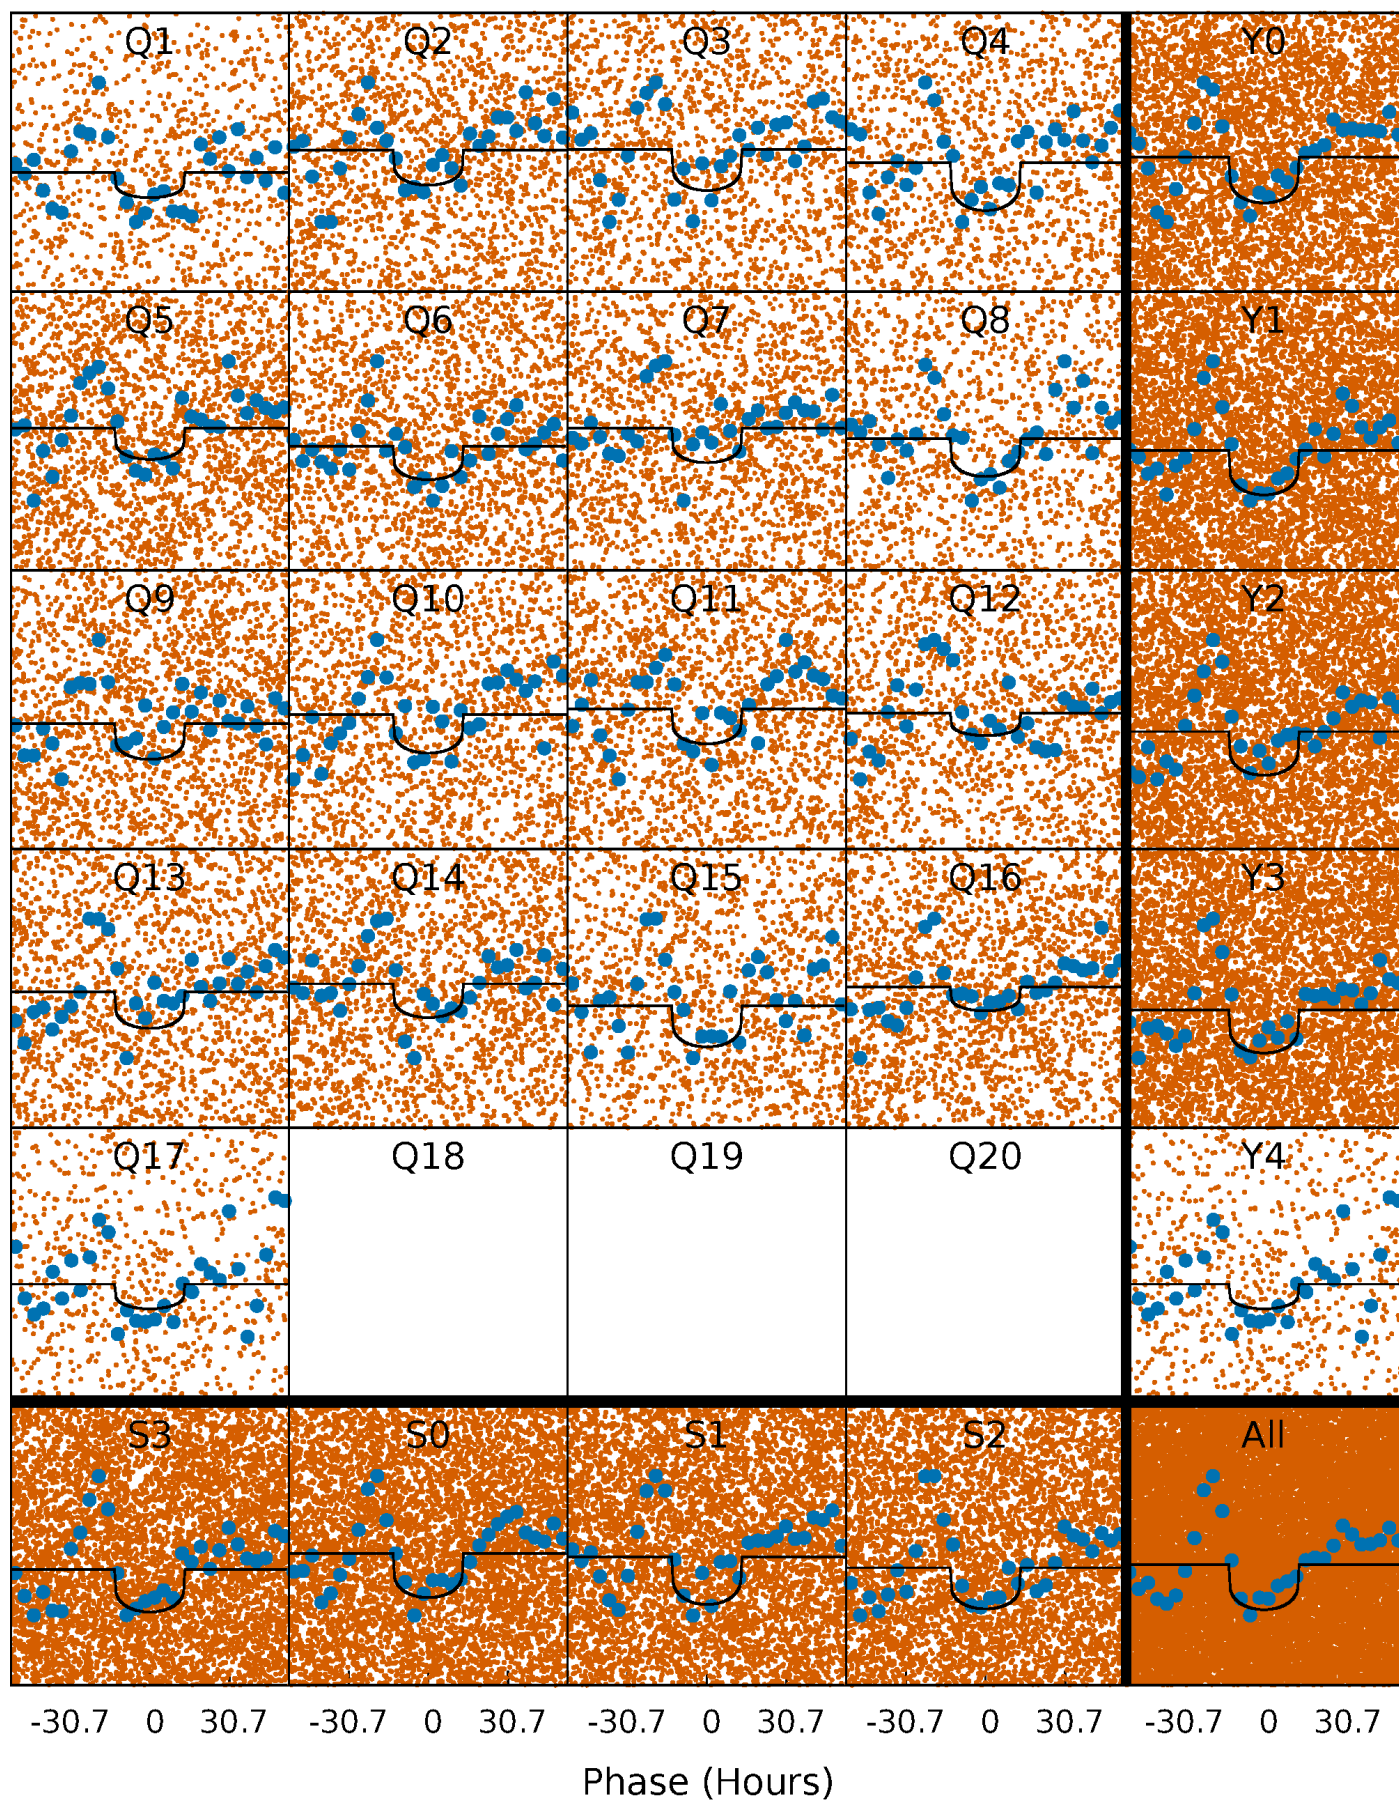 Q1 Q2 Q3 Q4 Y0
Q5 Q6 Q7 Q8 Y1
Q9 Q10 Q11 Q12 Y2
Q13 Q14 Q15 Q16 Y3
Q17 Q18 Q19 Q20 Y4
S3 S0 S1 S2 All
-30.7 0 30.7 -30.7 0 30.7 -30.7 0 30.7 -30.7 0 30.7 -30.7 0 30.7
Phase (Hours)